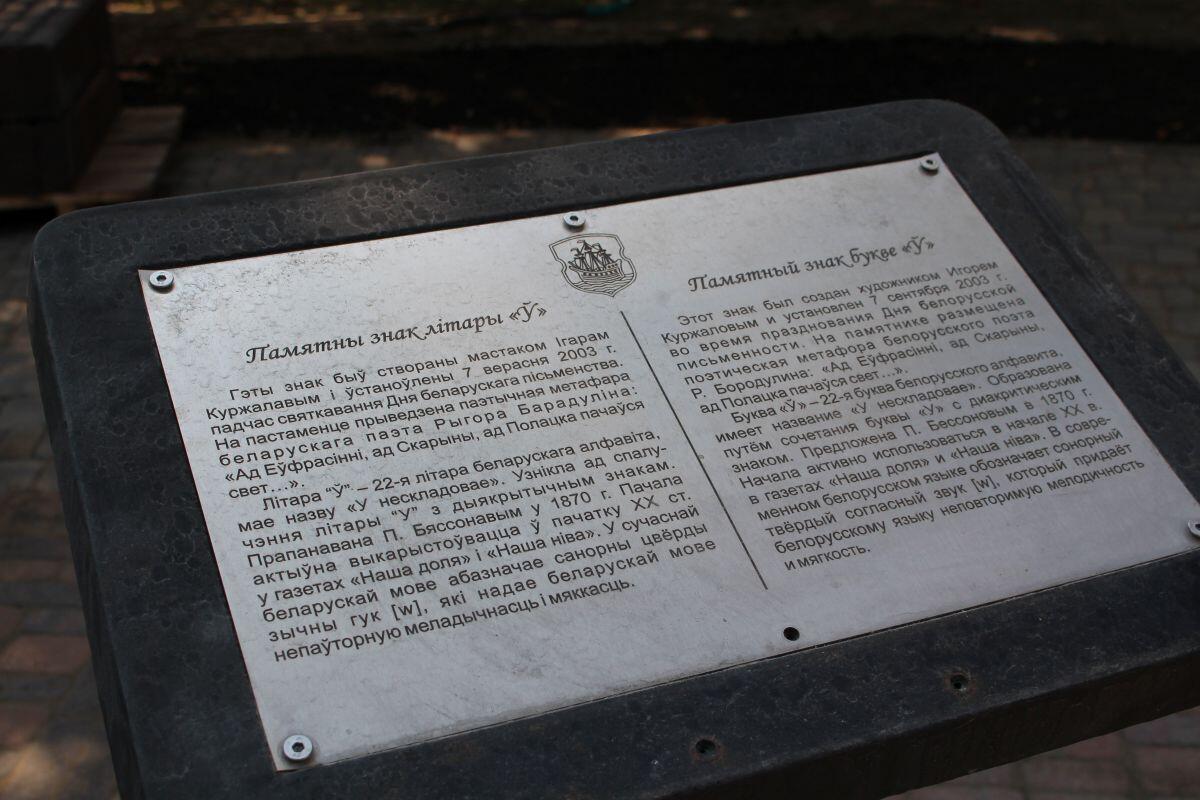 Памятны знак літары «Ў»
Гэты знак быў створаны мастаком Ігарам
Куржалавым і ўстаноўлены 7 верасня 2003 г.
падчас святкавання Дня беларускага пісьменства.
На пастаменце прыведзена паэтычная метафара
беларускага паэта Рыгора Барадуліна:
«Ад Еўфрасінні, ад Скарыны, ад Полацка пачаўся
свет...».
Літара “Ў”. – 22-я літара беларускага алфавіта,
мае назву «У нескладовае». Узнікла ад спалу-
чэння літары “У” з дыякрытычным знакам.
Прапанавана П. Бяссонавым у 1870 г. Пачала
актыўна выкарыстоўвацца ў пачатку XX ст.
у газетах «Наша доля» і «Наша ніва». У сучаснай
беларускай мове абазначае санорны цвёрды
зычны гук [w], які надае беларускай мове
непаўторную меладычнасць і мяккасць.
Памятный знак букве «Ў»
Этот знак был создан художником Игорем
Куржаловым и установлен 7 сентября 2003 г.
во время празднования Дня белорусской
письменности. На памятнике размещена
поэтическая метафора белорусского поэта
Р. Бородулина: «Ад Еўфрасінні, ад Скарыны,
ад Полацка пачаўся свет...».
Буква «Ў» – 22-я буква белорусского алфавита,
имеет название «У нескладовае». Образована
путём сочетания буквы «У» с диакритическим
знаком. Предложена П. Бессоновым в 1870 г.
Начала активно использоваться в начале XX в.
в газетах «Наша доля» и «Наша ніва». В совре-
менном белорусском языке обозначает сонорный
твёрдый согласный звук [w], который придаёт
белорусскому языку неповторимую мелодичность
и мягкость.